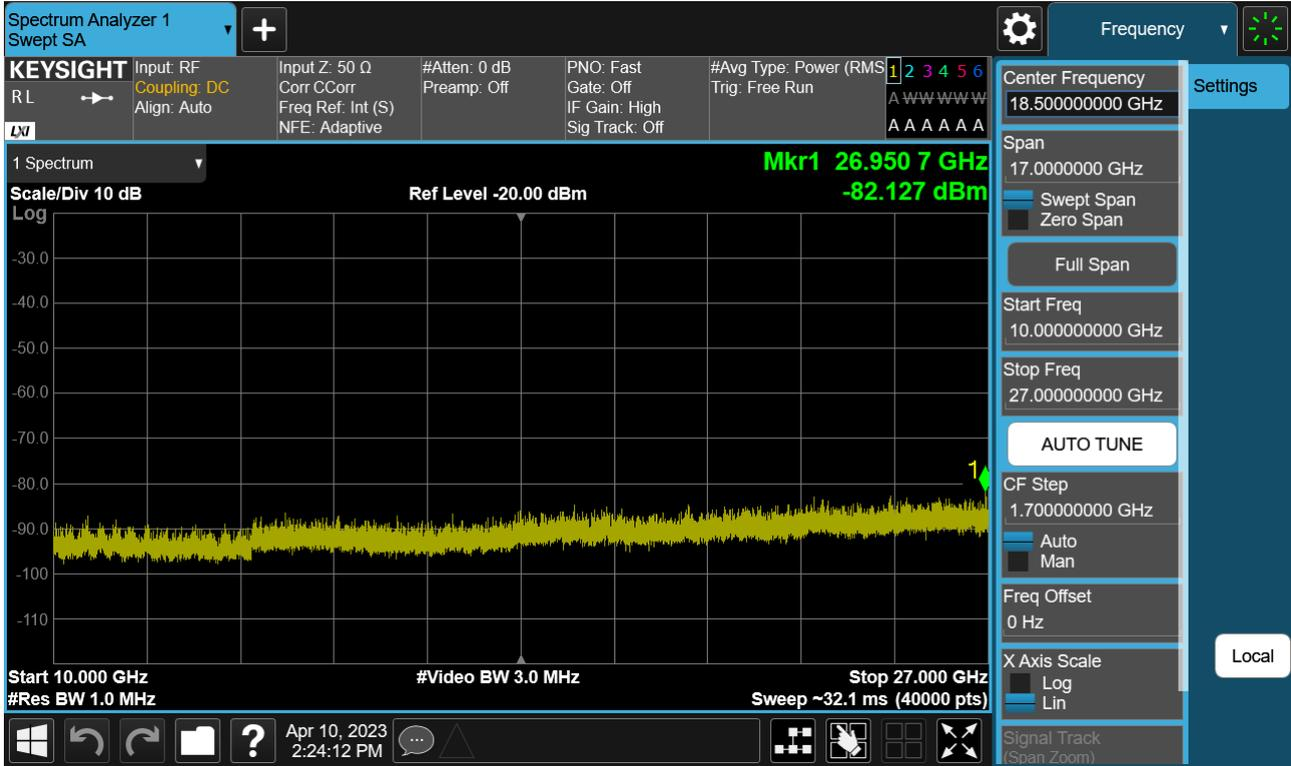 Spectrum Analyzer 1
Swept SA
+
Frequency
KEYSIGHT
R L
LXI
Input: RF
Coupling: DC
Align: Auto
Input Z: 50 Ω
Corr CCorr
Freq Ref: Int (S)
NFE: Adaptive
#Atten: 0 dB
Preamp: Off
PNO: Fast
Gate: Off
IF Gain: High
Sig Track: Off
#Avg Type: Power (RMS
Trig: Free Run
1 2 3 4 5 6
A W W W W W
A A A A A A
1 Spectrum
Mkr1 26.950 7 GHz
Scale/Div 10 dB
Ref Level -20.00 dBm
-82.127 dBm
Log
-30.0
-40.0
-50.0
-60.0
-70.0
-80.0
-90.0
-100
-110
1
Start 10.000 GHz
#Video BW 3.0 MHz
Stop 27.000 GHz
#Res BW 1.0 MHz
Sweep ~32.1 ms (40000 pts)
?
Apr 10, 2023
2:24:12 PM
Center Frequency
18.500000000 GHz
Span
17.0000000 GHz
Swept Span
Zero Span
Full Span
Start Freq
10.000000000 GHz
Stop Freq
27.000000000 GHz
AUTO TUNE
CF Step
1.700000000 GHz
Auto
Man
Freq Offset
0 Hz
X Axis Scale
Log
Lin
Signal Track
(Span Zoom)
Settings
Local